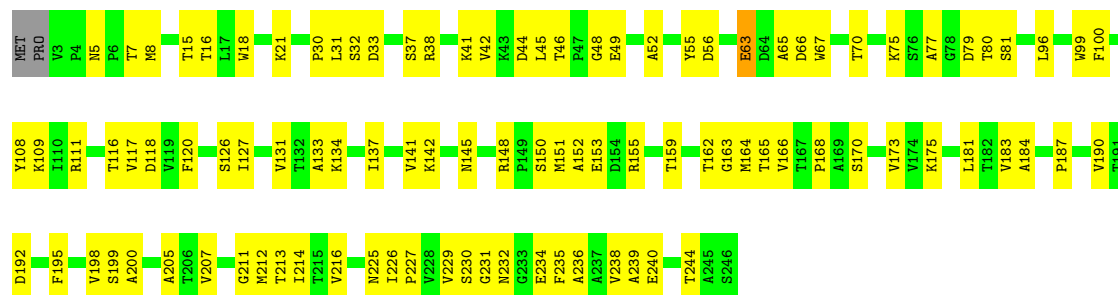 MET PRO V3 P4 N5 P6 T7 M8 T15 T16 L17 W18 K21 P30 L31 S32 D33 S37 R38 K41 V42 K43 D44 L45 T46 P47 G48 E49 A52 Y55 D56 E63 D64 A65 D66 W67 T70 K75 S76 A77 G78 D79 T80 S81 L96 W99 F100
Y108 K109 I110 R111 T116 V117 D118 V119 F120 S126 I127 V131 T132 A133 K134 I137 V141 K142 N145 R148 P149 S150 M151 A152 E153 D154 R155 T159 T162 G163 M164 T165 V166 T167 P168 A169 S170 V173 V174 K175 L181 T182 V183 A184 P187 V190 T191
D192 F195 V198 S199 A200 A205 T206 V207 G211 M212 T213 I214 T215 V216 N225 I226 P227 V228 V229 S230 G231 N232 G233 E234 F235 A236 A237 V238 A239 E240 T244 A245 S246